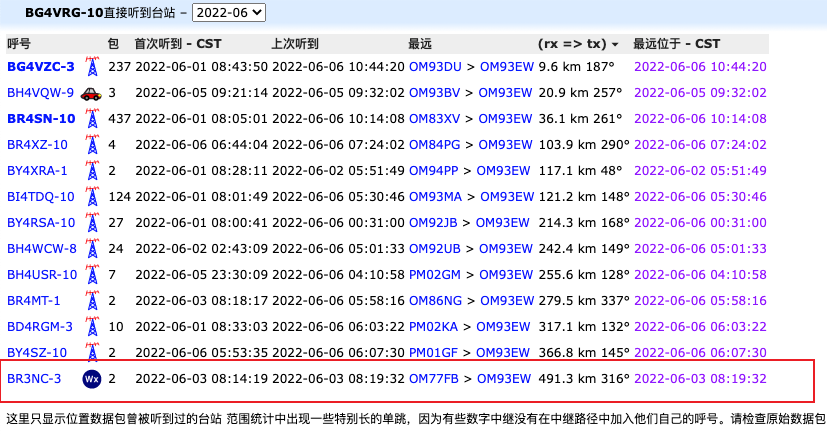 BG4VRG-10直接听到台站 – 2022-06
呼号 包 首次听到 - CST 上次听到 最远 (rx => tx) 最远位于 - CST
BG4VZC-3 237 2022-06-01 08:43:50 2022-06-06 10:44:20 OM93DU > OM93EW 9.6 km 187° 2022-06-06 10:44:20
BH4VQW-9 3 2022-06-05 09:21:14 2022-06-05 09:32:02 OM93BV > OM93EW 20.9 km 257° 2022-06-05 09:32:02
BR4SN-10 437 2022-06-01 08:05:01 2022-06-06 10:14:08 OM83XV > OM93EW 36.1 km 261° 2022-06-06 10:14:08
BR4XZ-10 4 2022-06-06 06:44:04 2022-06-06 07:24:02 OM84PG > OM93EW 103.9 km 290° 2022-06-06 07:24:02
BY4XRA-1 2 2022-06-01 08:28:11 2022-06-02 05:51:49 OM94PP > OM93EW 117.1 km 48° 2022-06-02 05:51:49
BI4TDQ-10 124 2022-06-01 08:01:49 2022-06-06 05:30:46 OM93MA > OM93EW 121.2 km 148° 2022-06-06 05:30:46
BY4RSA-10 27 2022-06-01 08:00:41 2022-06-06 00:31:00 OM92JB > OM93EW 214.3 km 168° 2022-06-06 00:31:00
BH4WCW-8 24 2022-06-02 02:43:09 2022-06-06 05:01:33 OM92UB > OM93EW 242.4 km 149° 2022-06-06 05:01:33
BH4USR-10 7 2022-06-05 23:30:09 2022-06-06 04:10:58 PM02GM > OM93EW 255.6 km 128° 2022-06-06 04:10:58
BR4MT-1 2 2022-06-03 08:18:17 2022-06-06 05:58:16 OM86NG > OM93EW 279.5 km 337° 2022-06-06 05:58:16
BD4RGM-3 10 2022-06-01 08:33:03 2022-06-06 06:03:22 PM02KA > OM93EW 317.1 km 132° 2022-06-06 06:03:22
BY4SZ-10 2 2022-06-06 05:53:35 2022-06-06 06:07:30 PM01GF > OM93EW 366.8 km 145° 2022-06-06 06:07:30
BR3NC-3 Wx 2 2022-06-03 08:14:19 2022-06-03 08:19:32 OM77FB > OM93EW 491.3 km 316° 2022-06-03 08:19:32
这里只显示位置数据包曾被听到过的台站 范围统计中出现一些特别长的单跳，因为有些数字中继没有在中继路径中加入他们自己的呼号。请检查原始数据包